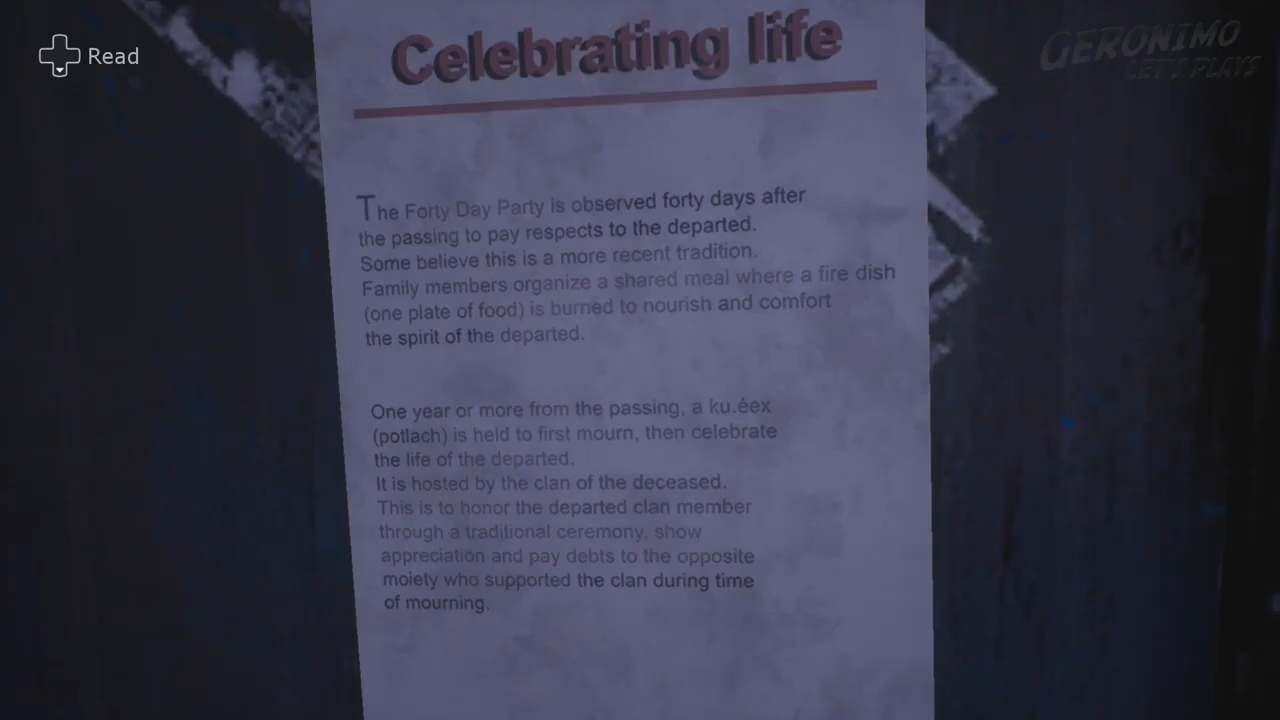 Read
GERONIMO
LET'S PLAYS
Celebrating life
The Forty Day Party is observed forty days after
the passing to pay respects to the departed.
Some believe this is a more recent tradition.
Family members organize a shared meal where a fire dish
(one plate of food) is burned to nourish and comfort
the spirit of the departed.
One year or more from the passing, a ku.éex
(potlach) is held to first mourn, then celebrate
the life of the departed.
It is hosted by the clan of the deceased.
This is to honor the departed clan member
through a traditional ceremony, show
appreciation and pay debts to the opposite
moiety who supported the clan during time
of mourning.